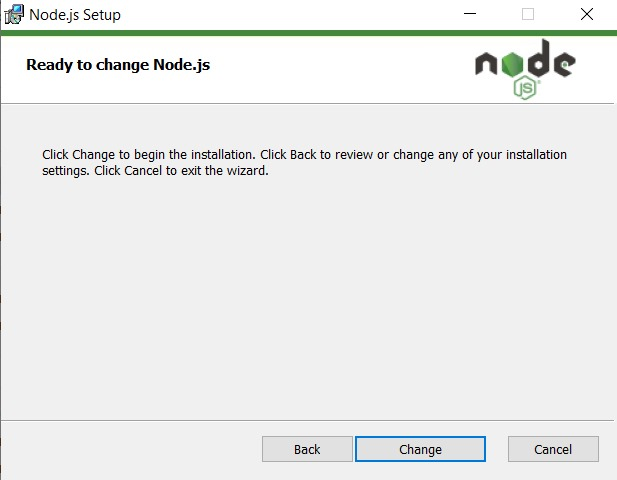 Node.js Setup
Ready to change Node.js
node
JS
Click Change to begin the installation. Click Back to review or change any of your installation
settings. Click Cancel to exit the wizard.
Back
Change
Cancel